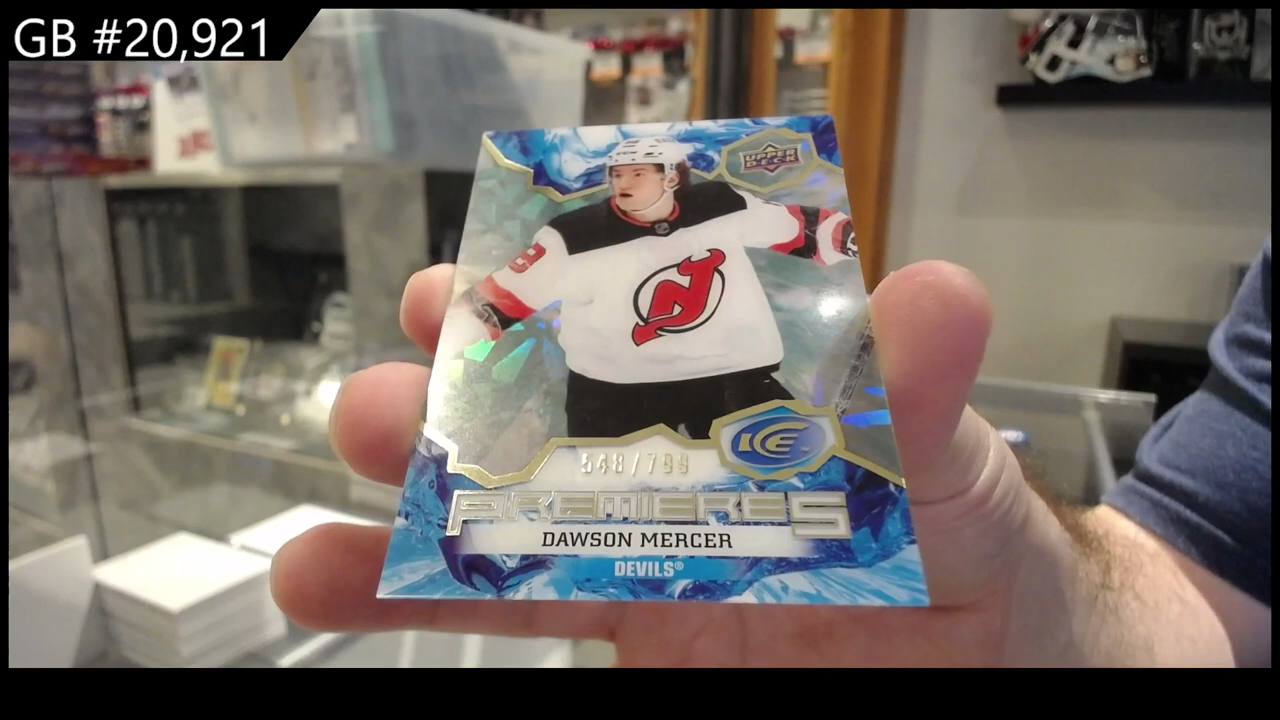 GB #20,921
UPPER
DECK
ICE
548/799
PREMIERES
DAWSON MERCER
DEVILS®